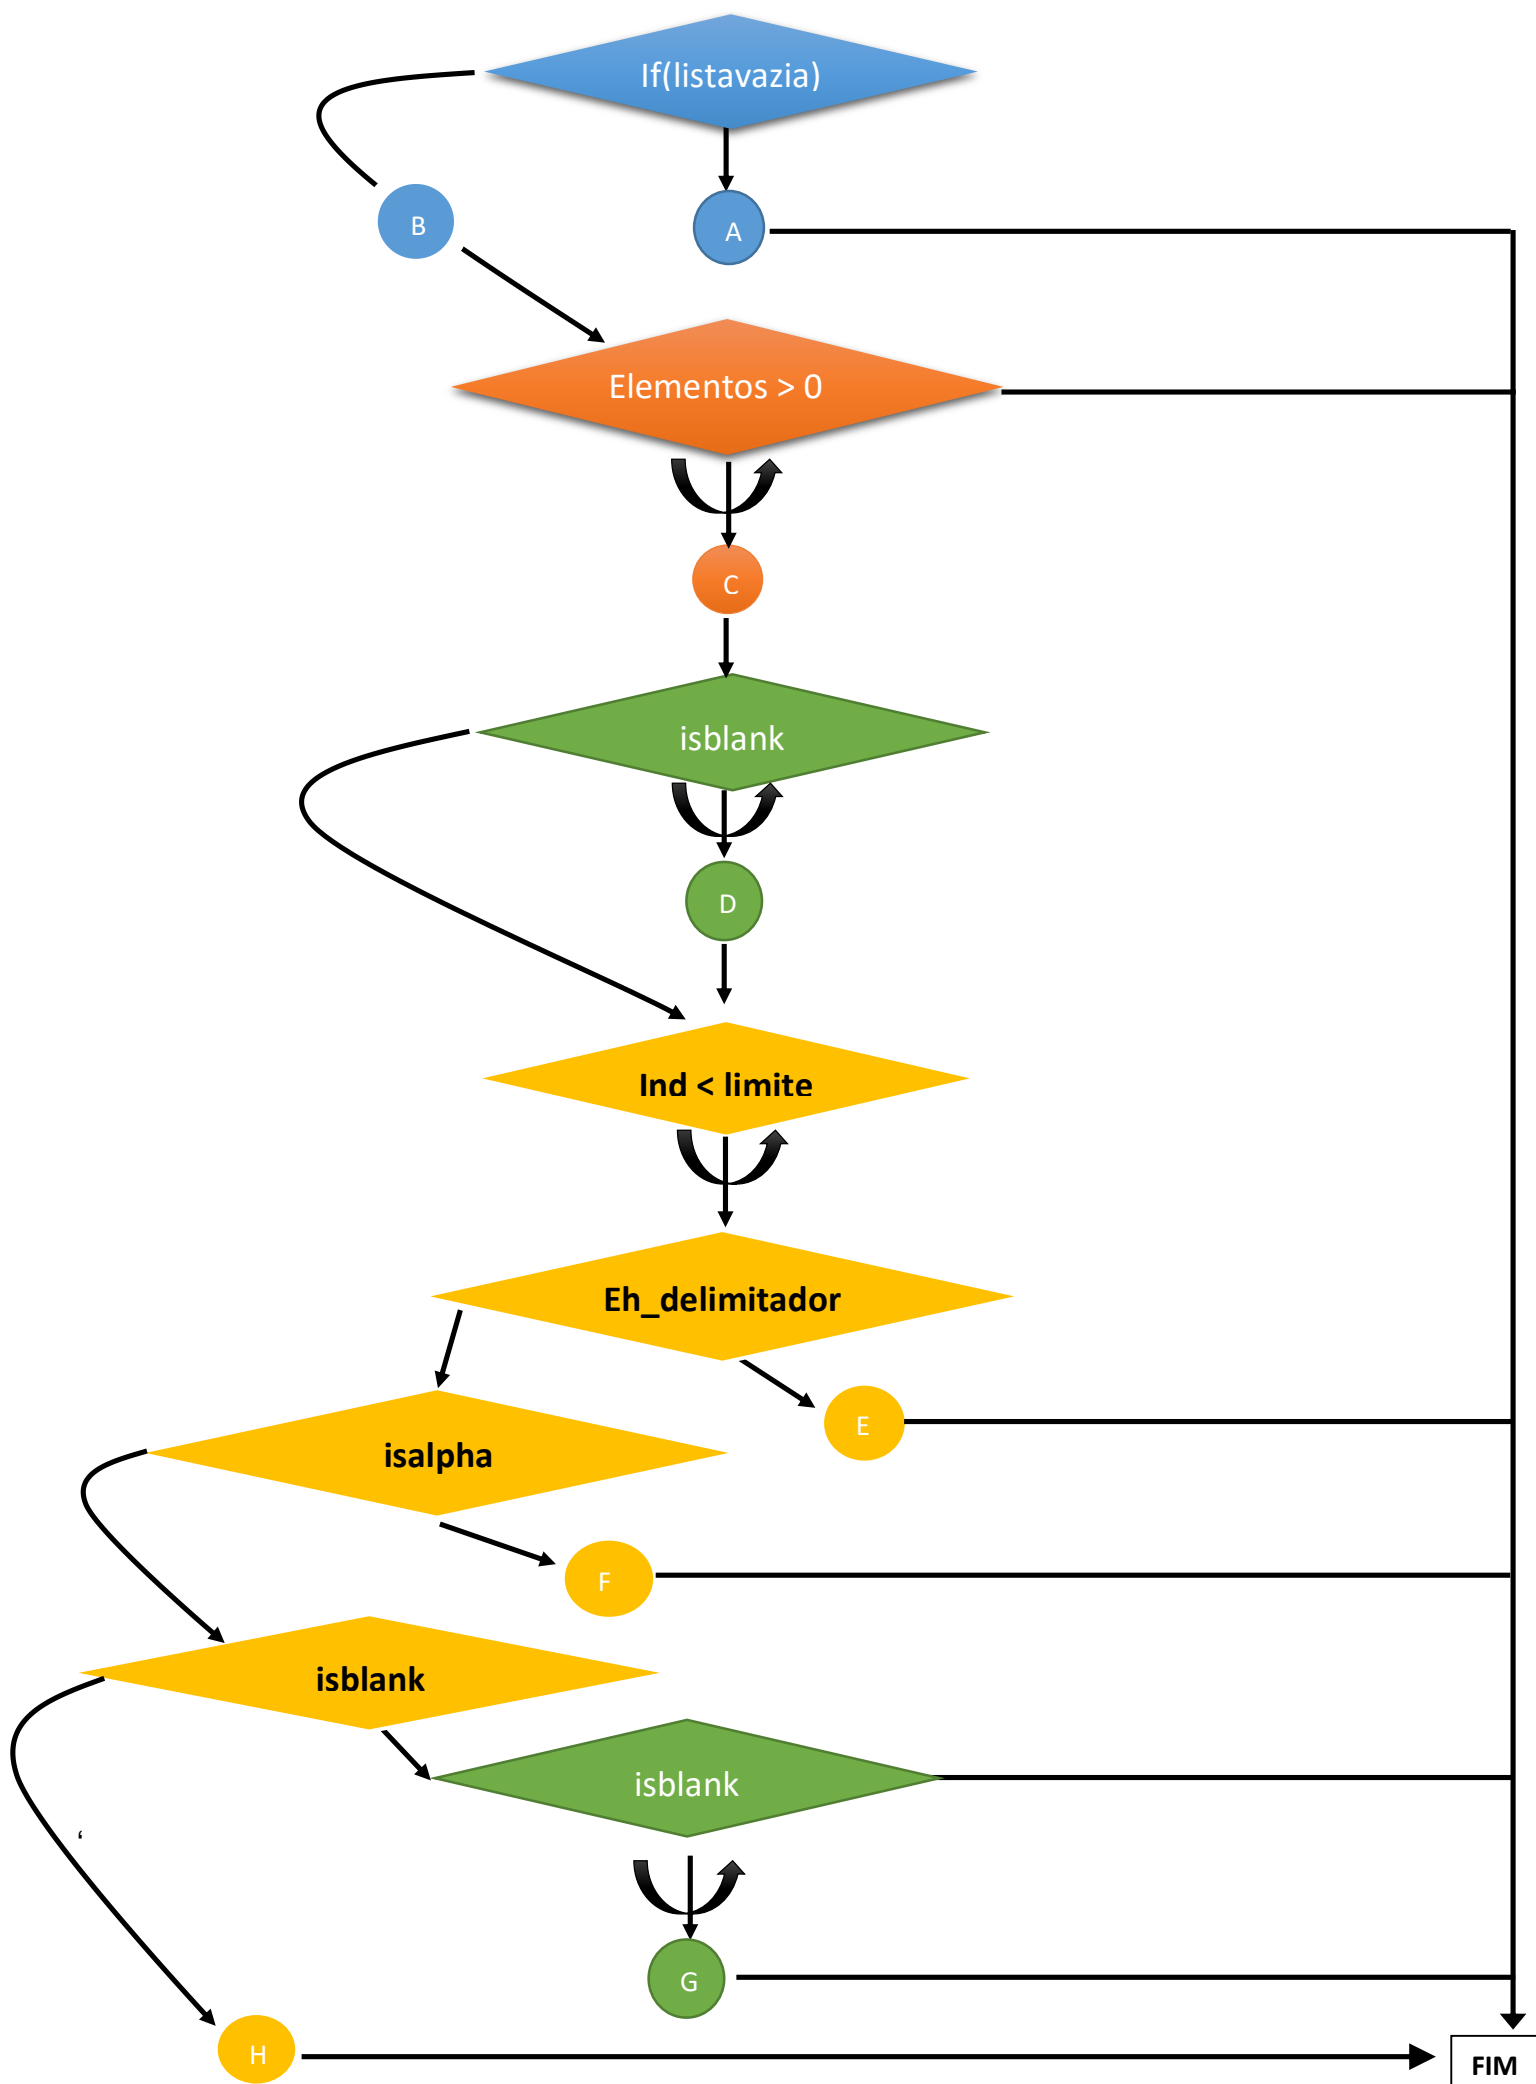 If(listavazia)
B
A
Elementos > 0
C
isblank
D
Ind < limite
Eh_delimitador
E
isalpha
F
isblank
isblank
‘
G
H
FIM